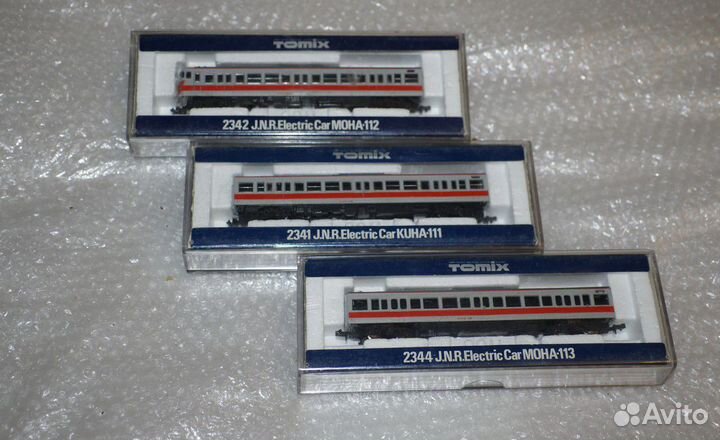 TOMIX
2342 J.N.R.Electric Car MOHA·112
TOMIX
2341 J.N.R.Electric Car KUHA·111
TOMIX
2344 J.N.R.Electric Car MOHA·113
Avito